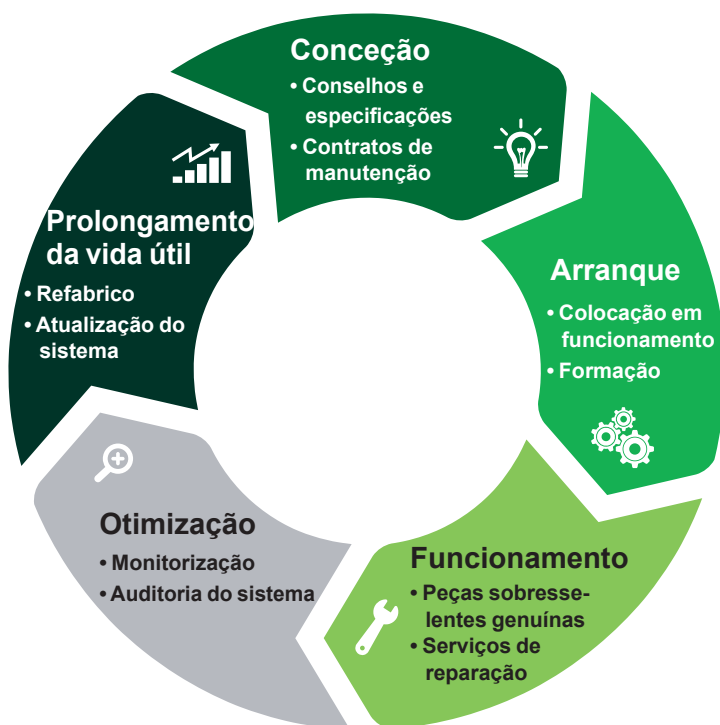 Conceção
• Conselhos e
especificações
• Contratos de
manutenção
Arranque
• Colocação em
funcionamento
• Formação
Funcionamento
• Peças sobresse-
lentes genuínas
• Serviços de
reparação
Otimização
• Monitorização
• Auditoria do sistema
Prolongamento
da vida útil
• Refabrico
• Atualização do
sistema